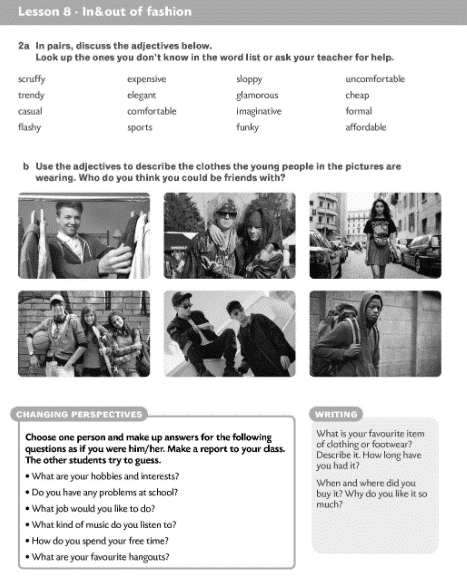 Lesson 8 - In&out of fashion
2a In pairs, discuss the adjectives below.
Look up the ones you don't know in the word list or ask your teacher for help.
scruffy expensive sloppy uncomfortable
trendy elegant glamorous cheap
casual comfortable imaginative formal
flashy sports funky affordable
b Use the adjectives to describe the clothes the young people in the pictures are
wearing. Who do you think you could be friends with?
CHANGING PERSPECTIVES
Choose one person and make up answers for the following
questions as if you were him/her. Make a report to your class.
The other students try to guess.
• What are your hobbies and interests?
• Do you have any problems at school?
• What job would you like to do?
• What kind of music do you listen to?
• How do you spend your free time?
• What are your favourite hangouts?
WRITING
What is your favourite item
of clothing or footwear?
Describe it. How long have
you had it?
When and where did you
buy it? Why do you like it so
much?